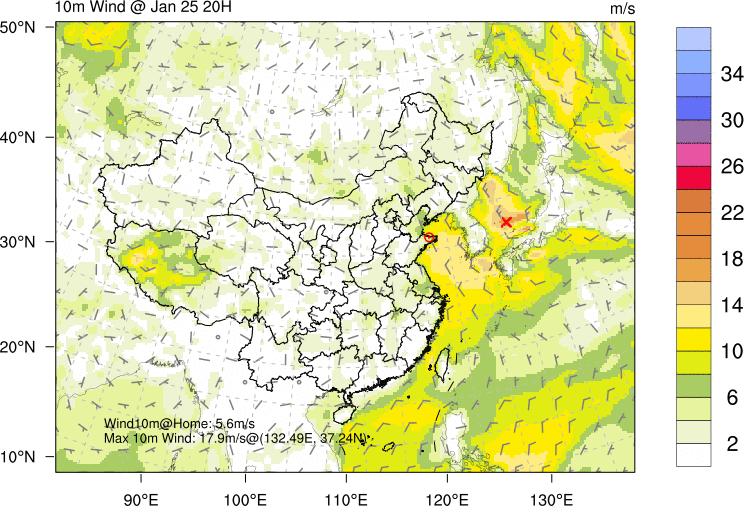 10m Wind @ Jan 25 20H
m/s
50°N
40°N
30°N
20°N
10°N
90°E
100°E
110°E
120°E
130°E
34
30
26
22
18
14
10
6
2
Wind10m@Home: 5.6m/s
Max 10m Wind: 17.9m/s@(132.49E, 37.24N)